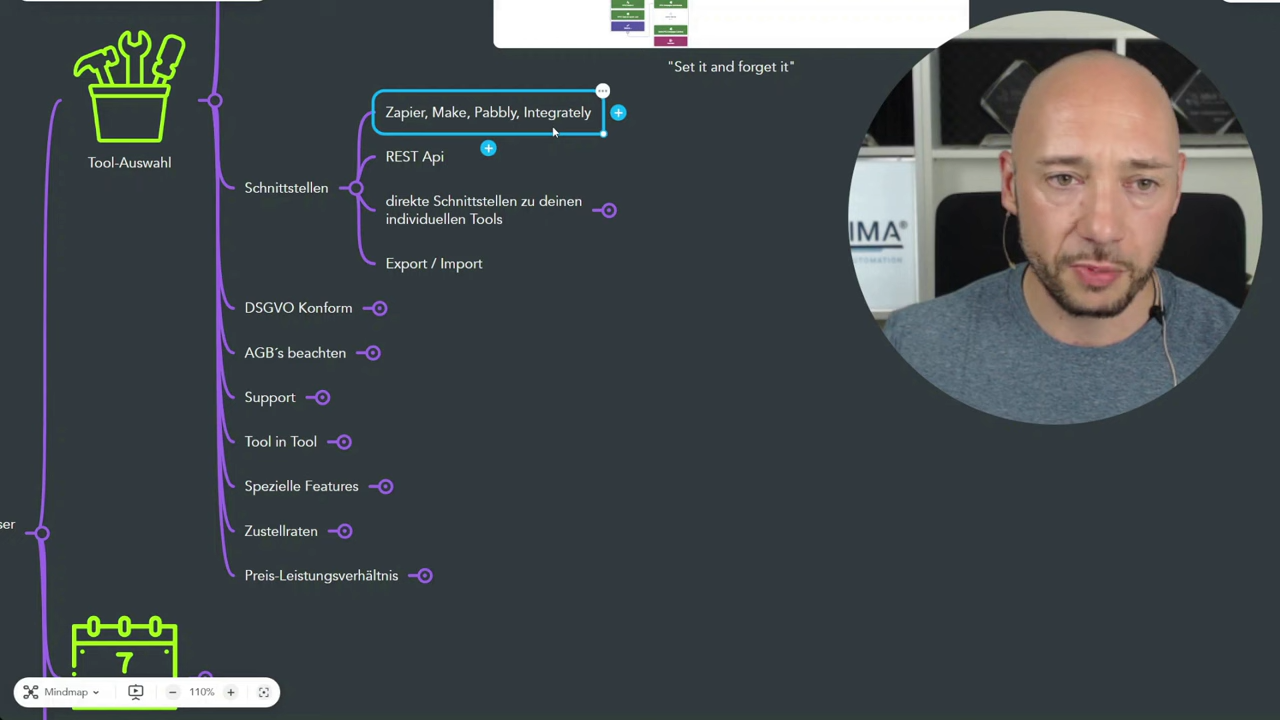 "Set it and forget it"
Zapier, Make, Pabbly, Integrately
REST Api
Tool-Auswahl
Schnittstellen
direkte Schnittstellen zu deinen
individuellen Tools
Export / Import
IMA®
AUTOMATION
DSGVO Konform
AGB´s beachten
Support
Tool in Tool
Spezielle Features
ser
Zustellraten
Preis-Leistungsverhältnis
7
Mindmap
110%